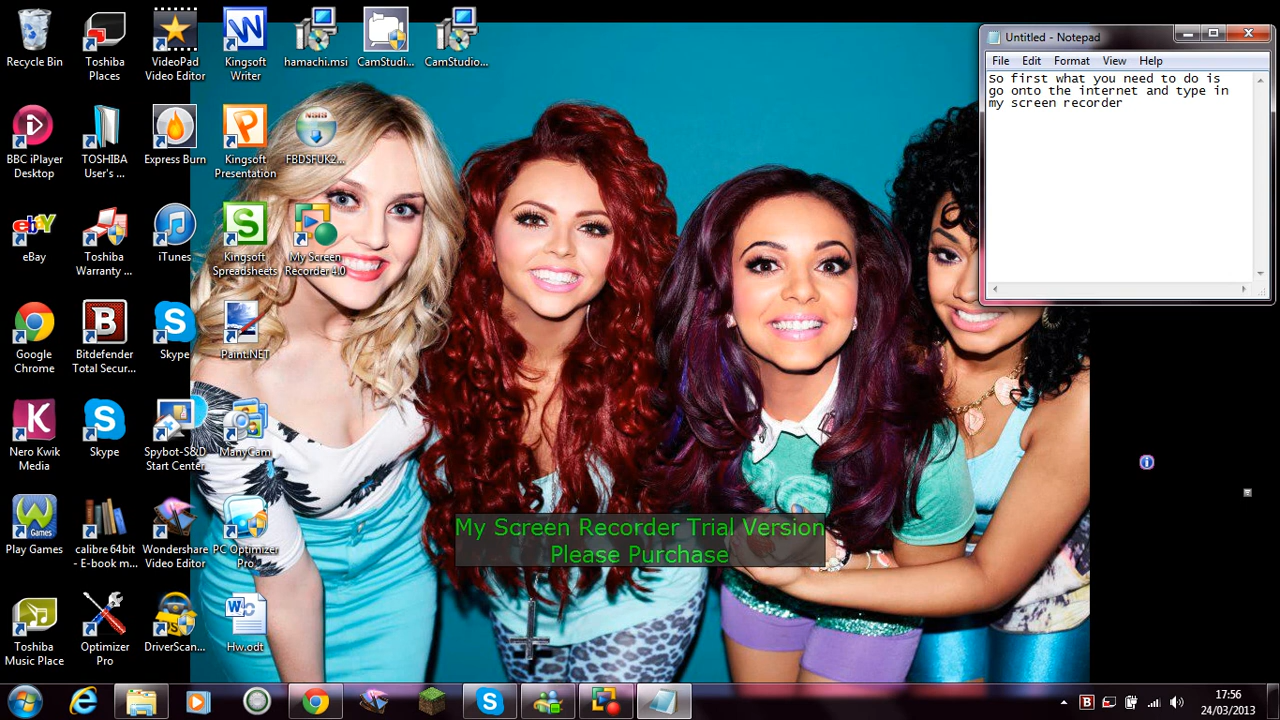 Recycle Bin
Toshiba
Places
VideoPad
Video Editor
Kingsoft
Writer
hamachi.msi
CamStudi...
CamStudio...
BBC iPlayer
Desktop
TOSHIBA
User's ...
Express Burn
Kingsoft
Presentation
NSIS
FBDSFUK2...
eBay
Toshiba
Warranty ...
iTunes
Kingsoft
Spreadsheets
My Screen
Recorder 4.0
Google
Chrome
Bitdefender
Total Secur...
Skype
Paint.NET
Nero Kwik
Media
Skype
Spybot-S&D
Start Center
ManyCam
Games
Play Games
calibre 64bit
- E-book m...
Wondershare
Video Editor
PC Optimizer
Pro
Toshiba
Music Place
Optimizer
Pro
DriverScan...
Hw.odt
Untitled - Notepad
File Edit Format View Help
So first what you need to do is
go onto the internet and type in
my screen recorder
My Screen Recorder Trial Version
Please Purchase
17:56
24/03/2013